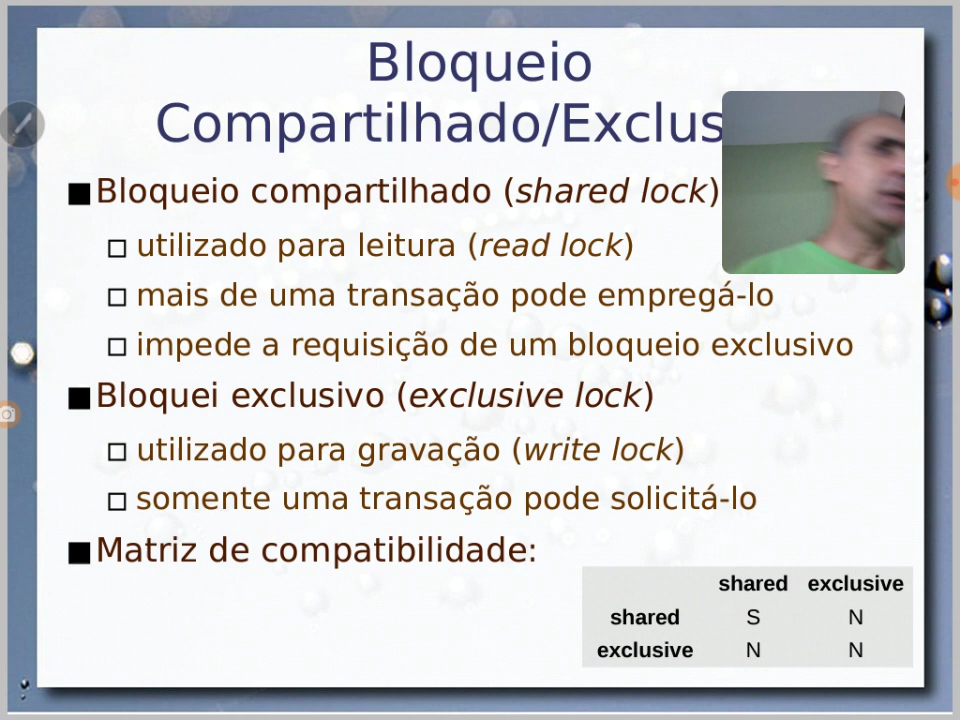 Bloqueio
Compartilhado/Exclus
Bloqueio compartilhado (shared lock)
utilizado para leitura (read lock)
mais de uma transação pode empregá-lo
impede a requisição de um bloqueio exclusivo
Bloquei exclusivo (exclusive lock)
utilizado para gravação (write lock)
somente uma transação pode solicitá-lo
Matriz de compatibilidade:
shared exclusive
shared S N
exclusive N N